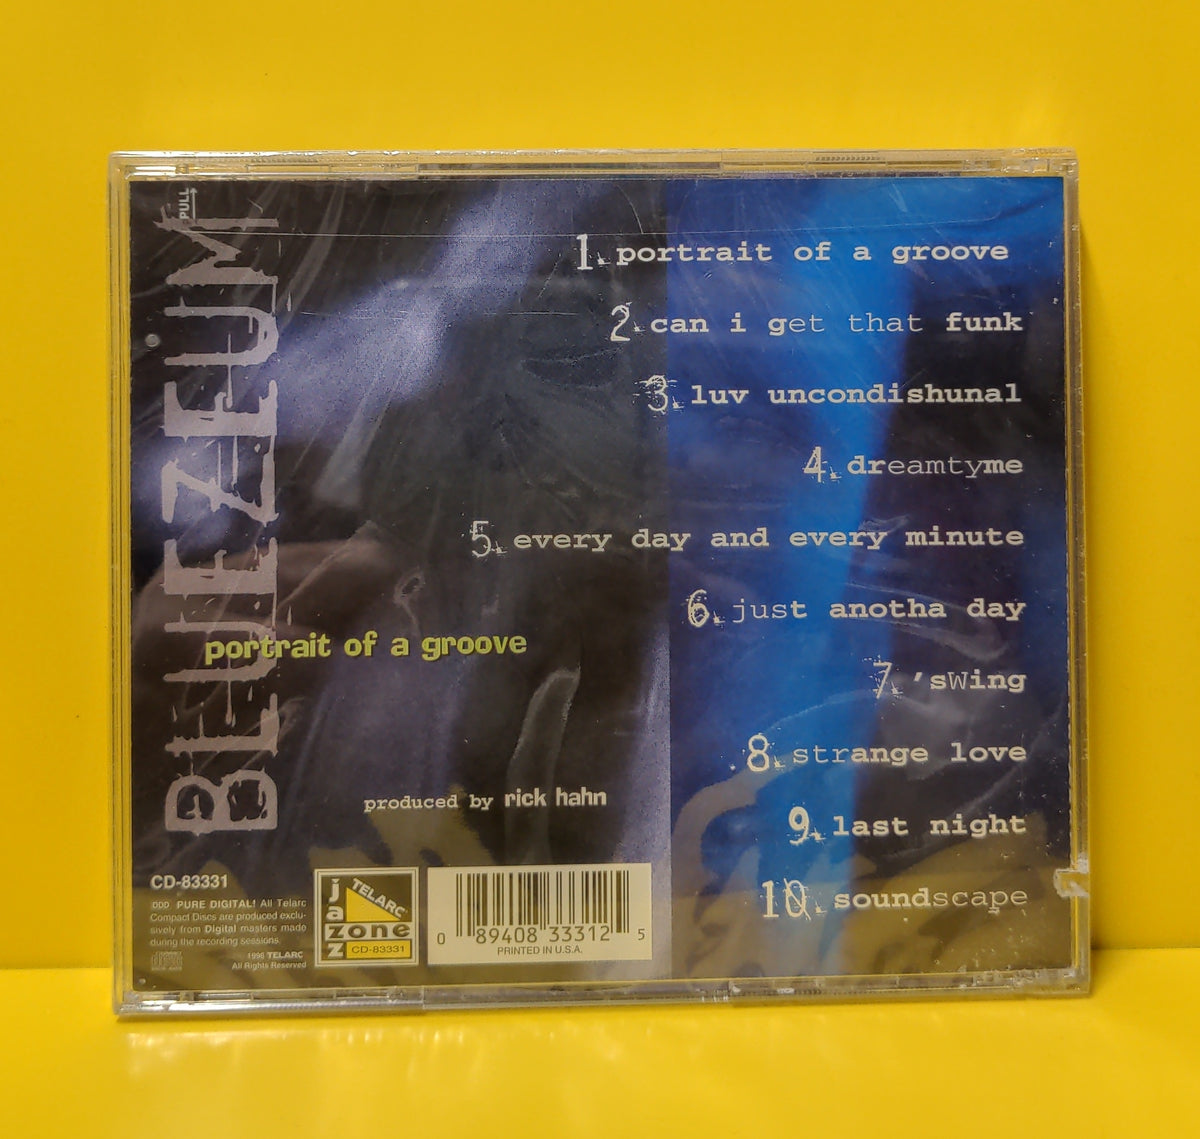 PULL
BLUEZEUM
1. portrait of a groove
2. can i get that funk
3. luv uncondishunal
4. dreamtyme
5. every day and every minute
6. just anotha day
7. 'sWing
8. strange love
9. last night
10. soundscape
portrait of a groove
produced by rick hahn
CD-83331
000 PURE DIGITAL! All Telarc
Compact Discs are produced exclu-
sively from Digital masters made
during the recording sessions.
1996 TELARC
All Rights Reserved
TELARC
jazz
zone
CD-83331
0 89408 33312 5
PRINTED IN U.S.A.